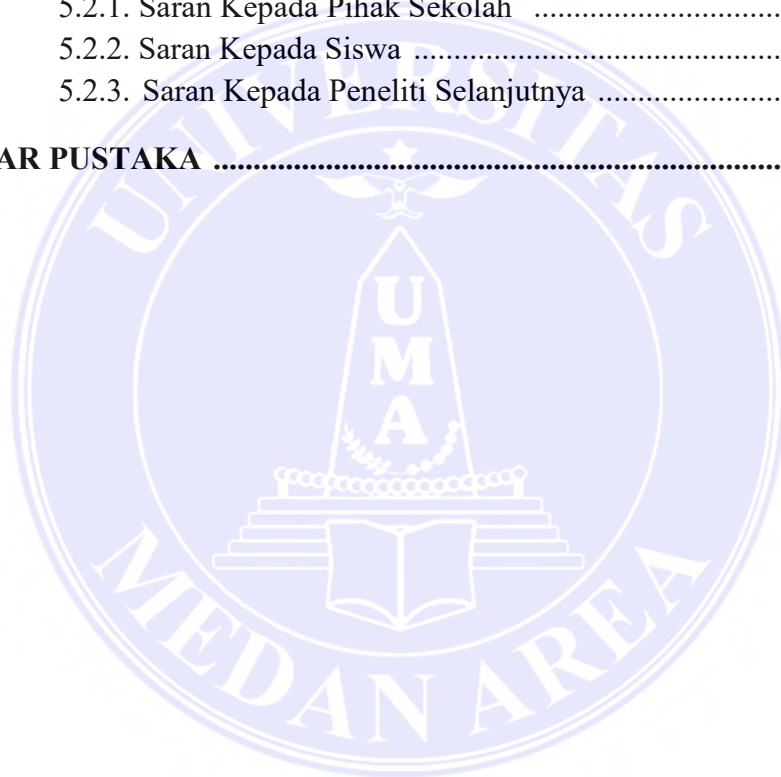 5.2.1. Saran Kepada Pihak Sekolah ..............................
5.2.2. Saran Kepada Siswa ..............................................
5.2.3. Saran Kepada Peneliti Selanjutnya .......................
AR PUSTAKA ......................................................................
UNIVERSITAS
U
M
A
MEDAN AREA